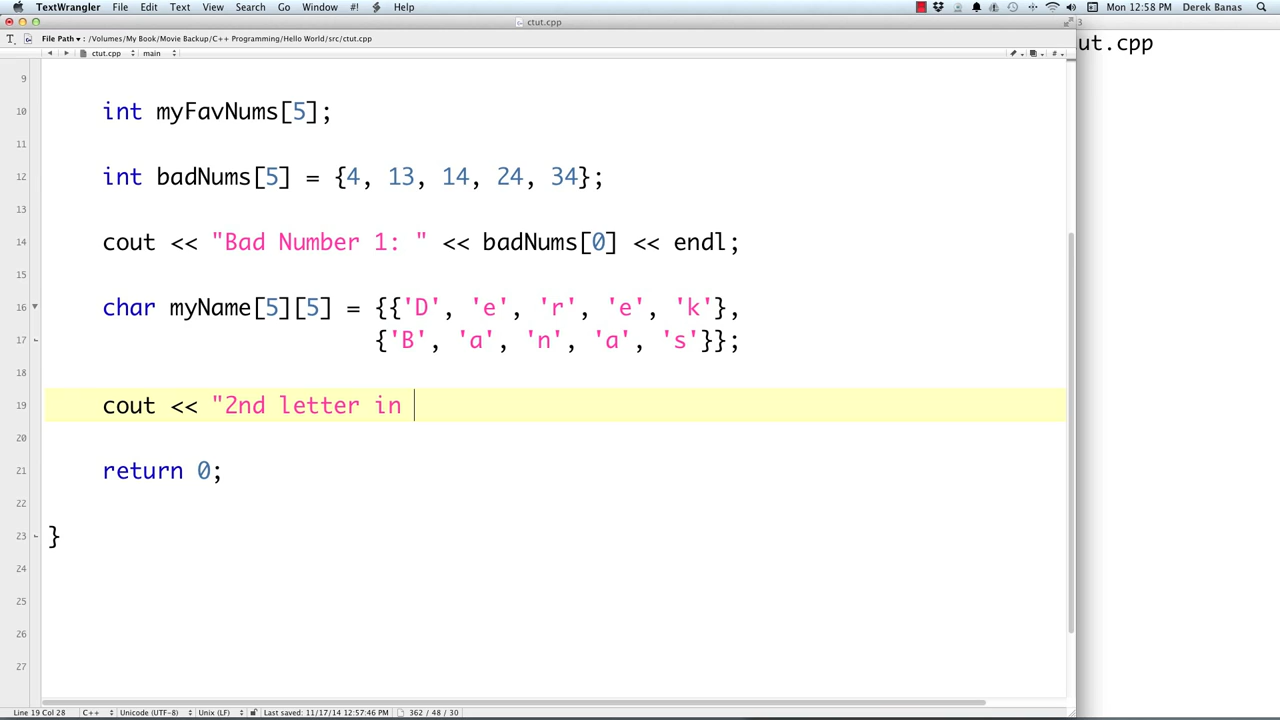 TextWrangler File Edit Text View Search Go Window #! Help Mon 12:58 PM Derek Banas
ctut.cpp
File Path ▾ : /Volumes/My Book/Movie Backup/C++ Programming/Hello World/src/ctut.cpp
ctut.cpp main
ut.cpp
9
10 int myFavNums[5];
11
12 int badNums[5] = {4, 13, 14, 24, 34};
13
14 cout << "Bad Number 1: " << badNums[0] << endl;
15
16 char myName[5][5] = {{'D', 'e', 'r', 'e', 'k'},
17 {'B', 'a', 'n', 'a', 's'}};
18
19 cout << "2nd letter in
20
21 return 0;
22
23 }
24
25
26
27
Line 19 Col 28 C++ Unicode (UTF-8) Unix (LF) Last saved: 11/17/14 12:57:46 PM 362 / 48 / 30